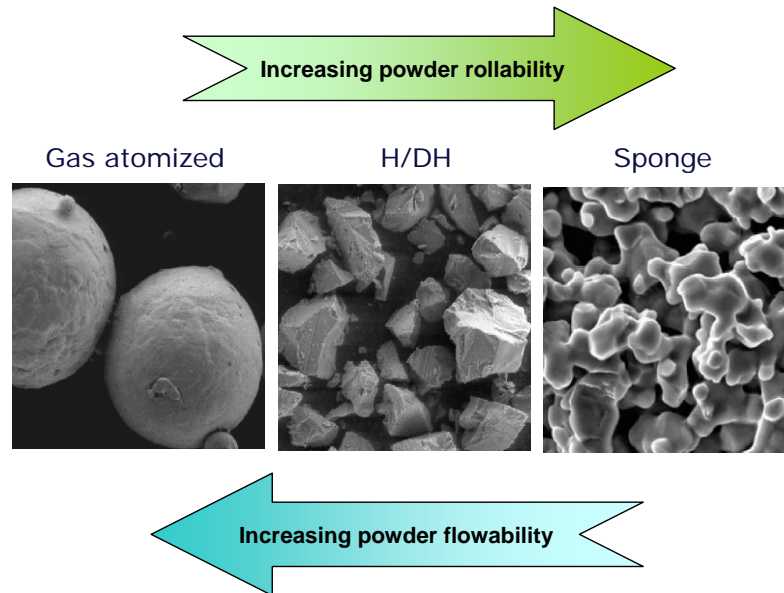 Increasing powder rollability
Gas atomized
H/DH
Sponge
Increasing powder flowability